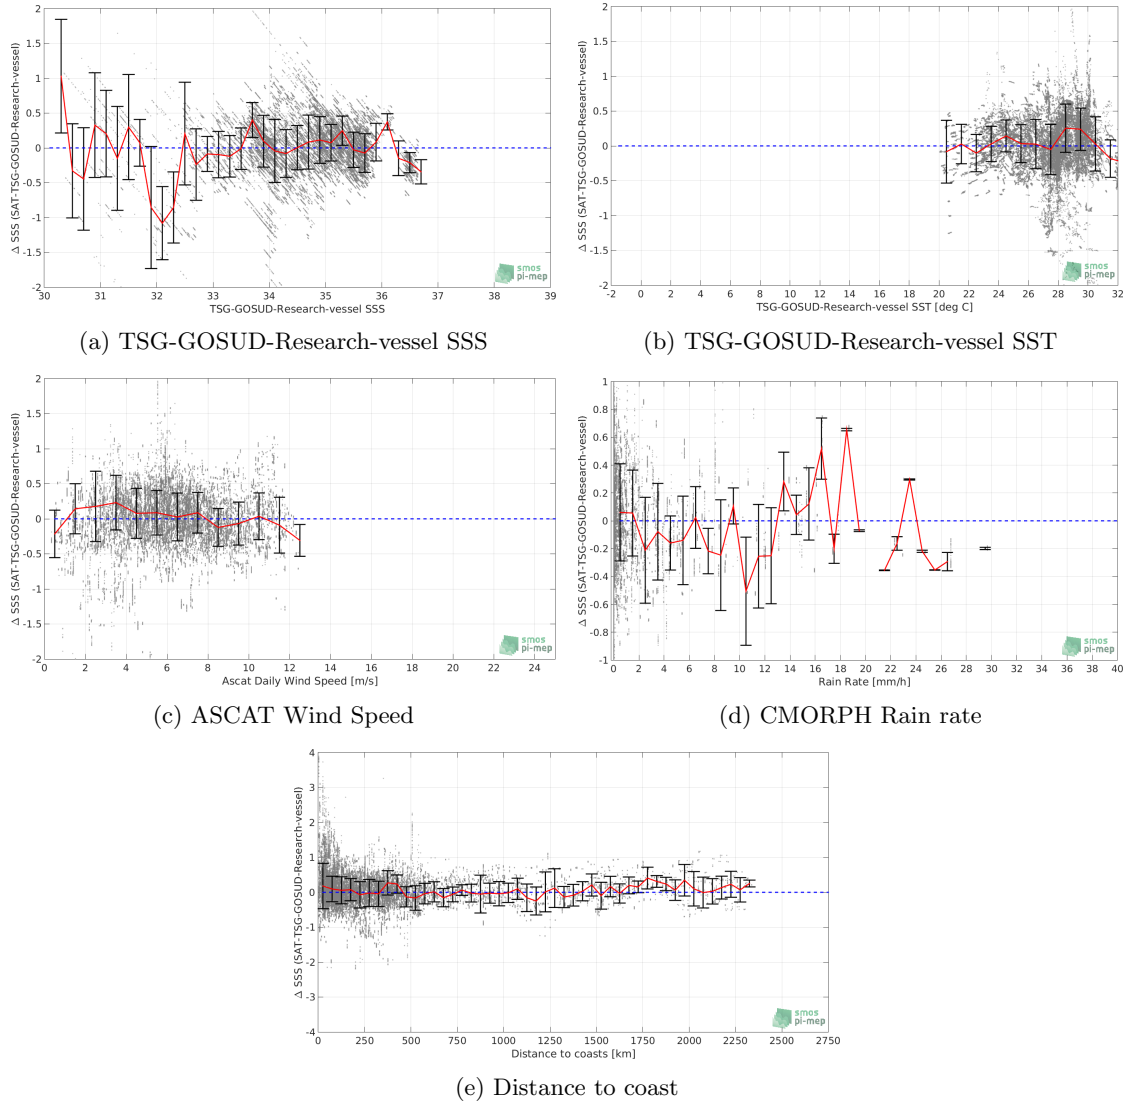 Δ SSS (SAT-TSG-GOSUD-Research-vessel)
2
1.5
1
0.5
0
-0.5
-1
-1.5
-2
30 31 32 33 34 35 36 37 38 39
TSG-GOSUD-Research-vessel SSS
smos
pi-mep
(a) TSG-GOSUD-Research-vessel SSS
Δ SSS (SAT-TSG-GOSUD-Research-vessel)
2
1.5
1
0.5
0
-0.5
-1
-1.5
-2
-2 0 2 4 6 8 10 12 14 16 18 20 22 24 26 28 30 32
TSG-GOSUD-Research-vessel SST [deg C]
smos
pi-mep
(b) TSG-GOSUD-Research-vessel SST
Δ SSS (SAT-TSG-GOSUD-Research-vessel)
2
1.5
1
0.5
0
-0.5
-1
-1.5
-2
0 2 4 6 8 10 12 14 16 18 20 22 24
Ascat Daily Wind Speed [m/s]
smos
pi-mep
(c) ASCAT Wind Speed
Δ SSS (SAT-TSG-GOSUD-Research-vessel)
1
0.8
0.6
0.4
0.2
0
-0.2
-0.4
-0.6
-0.8
-1
0 2 4 6 8 10 12 14 16 18 20 22 24 26 28 30 32 34 36 38 40
Rain Rate [mm/h]
smos
pi-mep
(d) CMORPH Rain rate
Δ SSS (SAT-TSG-GOSUD-Research-vessel)
4
3
2
1
0
-1
-2
-3
-4
0 250 500 750 1000 1250 1500 1750 2000 2250 2500 2750
Distance to coasts [km]
smos
pi-mep
(e) Distance to coast